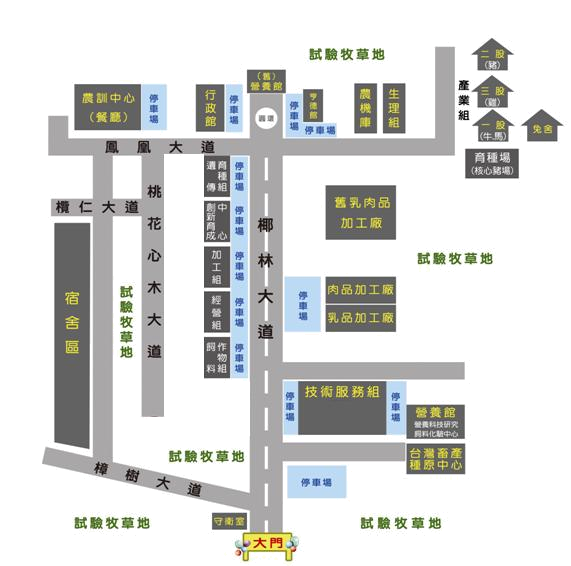 試驗牧草地
二股
(豬)
產業組
三股
(雞)
一股
(牛.馬)
兔舍
育種場
(核心豬場)
農訓中心
(餐廳)
停車場
行政館
停車場
(舊)
營養館
圓環
停車場
亨德館
停車場
農機庫
生理組
鳳凰大道
遺傳育種組
停車場
創新育成中心
停車場
加工組
停車場
經營組
停車場
飼料作物組
停車場
椰林大道
欖仁大道
桃花心木大道
宿舍區
試驗牧草地
舊乳肉品
加工廠
試驗牧草地
停車場
肉品加工廠
乳品加工廠
停車場
技術服務組
停車場
營養館
營養科技研究
飼料化驗中心
台灣畜產
種原中心
試驗牧草地
樟樹大道
停車場
守衛室
試驗牧草地
試驗牧草地
大門